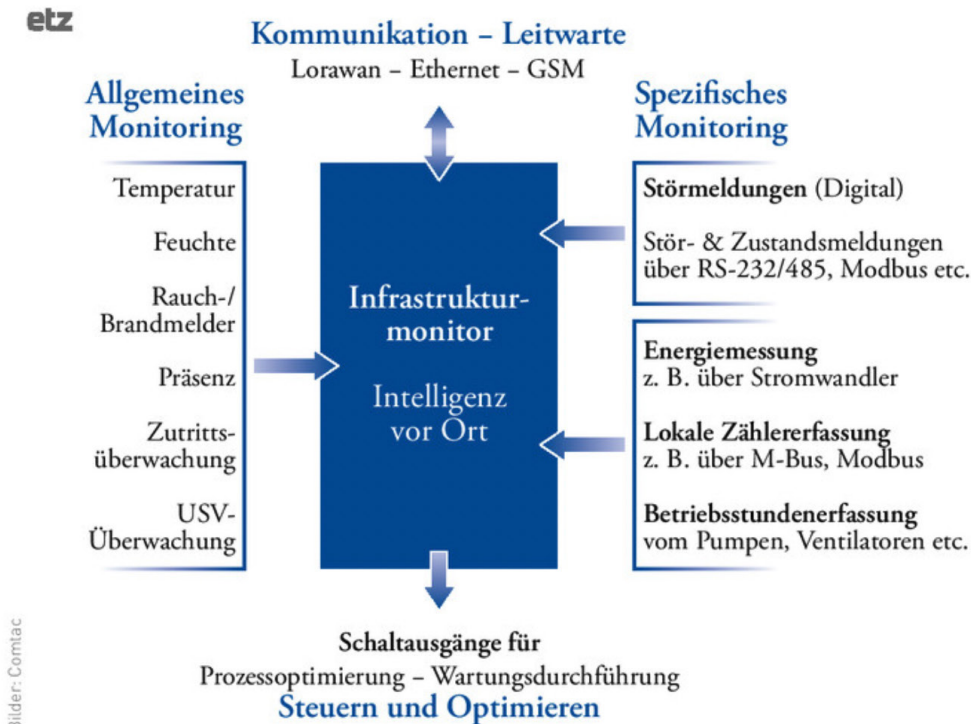 etz
Kommunikation – Leitwarte
Lorawan – Ethernet – GSM
Allgemeines
Monitoring
Temperatur
Feuchte
Rauch-/
Brandmelder
Präsenz
Zutritts-
überwachung
USV-
Überwachung
Infrastruktur-
monitor
Intelligenz
vor Ort
Spezifisches
Monitoring
Störmeldungen (Digital)
Stör- & Zustandsmeldungen
über RS-232/485, Modbus etc.
Energiemessung
z. B. über Stromwandler
Lokale Zählererfassung
z. B. über M-Bus, Modbus
Betriebsstundenerfassung
vom Pumpen, Ventilatoren etc.
Schaltausgänge für
Prozessoptimierung – Wartungsdurchführung
Steuern und Optimieren
Bilder: Comtac